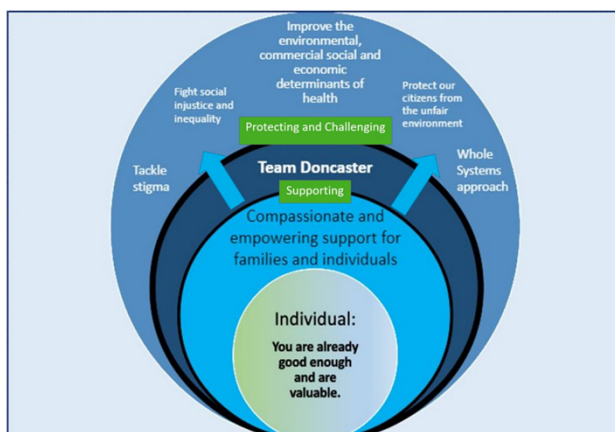 Improve the
environmental,
commercial social and
economic
determinants of
health
Fight social
injustice and
inequality
Protect our
citizens from
the unfair
environment
Protecting and Challenging
Tackle
stigma
Team Doncaster
Whole
Systems
approach
Supporting
Compassionate and
empowering support for
families and individuals
Individual:
You are already
good enough
and are
valuable.